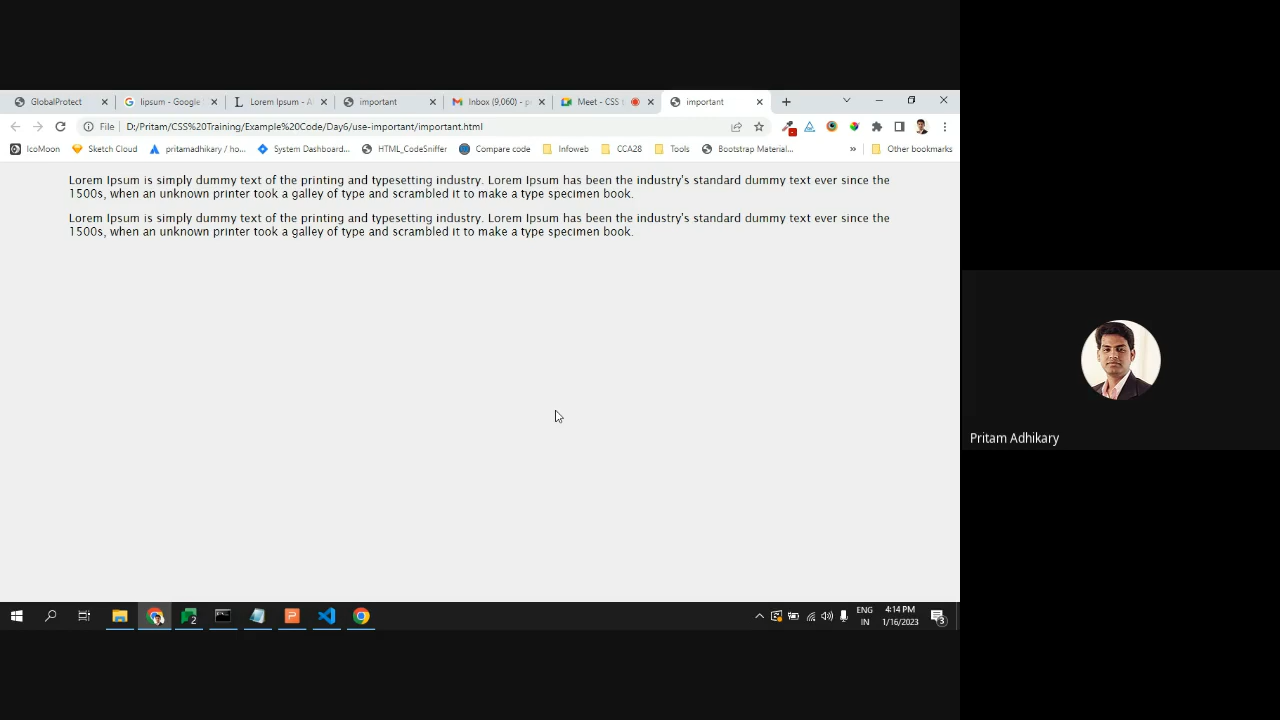 GlobalProtect
lipsum - Google
Lorem Ipsum - A
important
Inbox (9,060) - p
Meet - CSS
important
File D:/Pritam/CSS%20Training/Example%20Code/Day6/use-important/important.html
IcoMoon Sketch Cloud pritamadhikary / ho... System Dashboard... HTML_CodeSniffer Compare code Infoweb CCA28 Tools Bootstrap Material... » Other bookmarks
Lorem Ipsum is simply dummy text of the printing and typesetting industry. Lorem Ipsum has been the industry's standard dummy text ever since the
1500s, when an unknown printer took a galley of type and scrambled it to make a type specimen book.
Lorem Ipsum is simply dummy text of the printing and typesetting industry. Lorem Ipsum has been the industry's standard dummy text ever since the
1500s, when an unknown printer took a galley of type and scrambled it to make a type specimen book.
Pritam Adhikary
2
P
ENG
IN
4:14 PM
1/16/2023
3